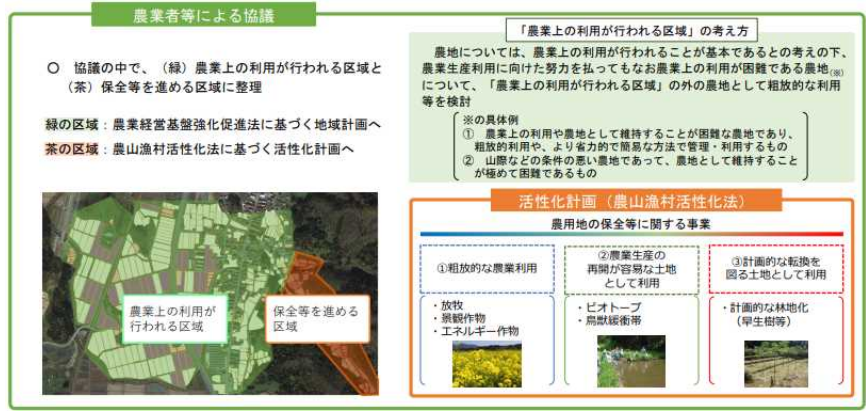 農業者等による協議
○ 協議の中で、（緑）農業上の利用が行われる区域と
（茶）保全等を進める区域に整理
緑の区域：農業経営基盤強化促進法に基づく地域計画へ
茶の区域：農山漁村活性化法に基づく活性化計画へ
農業上の利用が
行われる区域
保全等を進める
区域
「農業上の利用が行われる区域」の考え方
農地については、農業上の利用が行われることが基本であるとの考えの下、
農業生産利用に向けた努力を払ってもなお農業上の利用が困難である農地(※)
について、「農業上の利用が行われる区域」の外の農地として粗放的な利用
等を検討
※の具体例
① 農業上の利用や農地として維持することが困難な農地であり、
粗放的利用や、より省力的で簡易な方法で管理・利用するもの
② 山際などの条件の悪い農地であって、農地として維持すること
が極めて困難であるもの
活性化計画（農山漁村活性化法）
農用地の保全等に関する事業
①粗放的な農業利用
・放牧
・景観作物
・エネルギー作物
②農業生産の
再開が容易な土地
として利用
・ビオトープ
・鳥獣緩衝帯
③計画的な転換を
図る土地として利用
・計画的な林地化
（早生樹等）